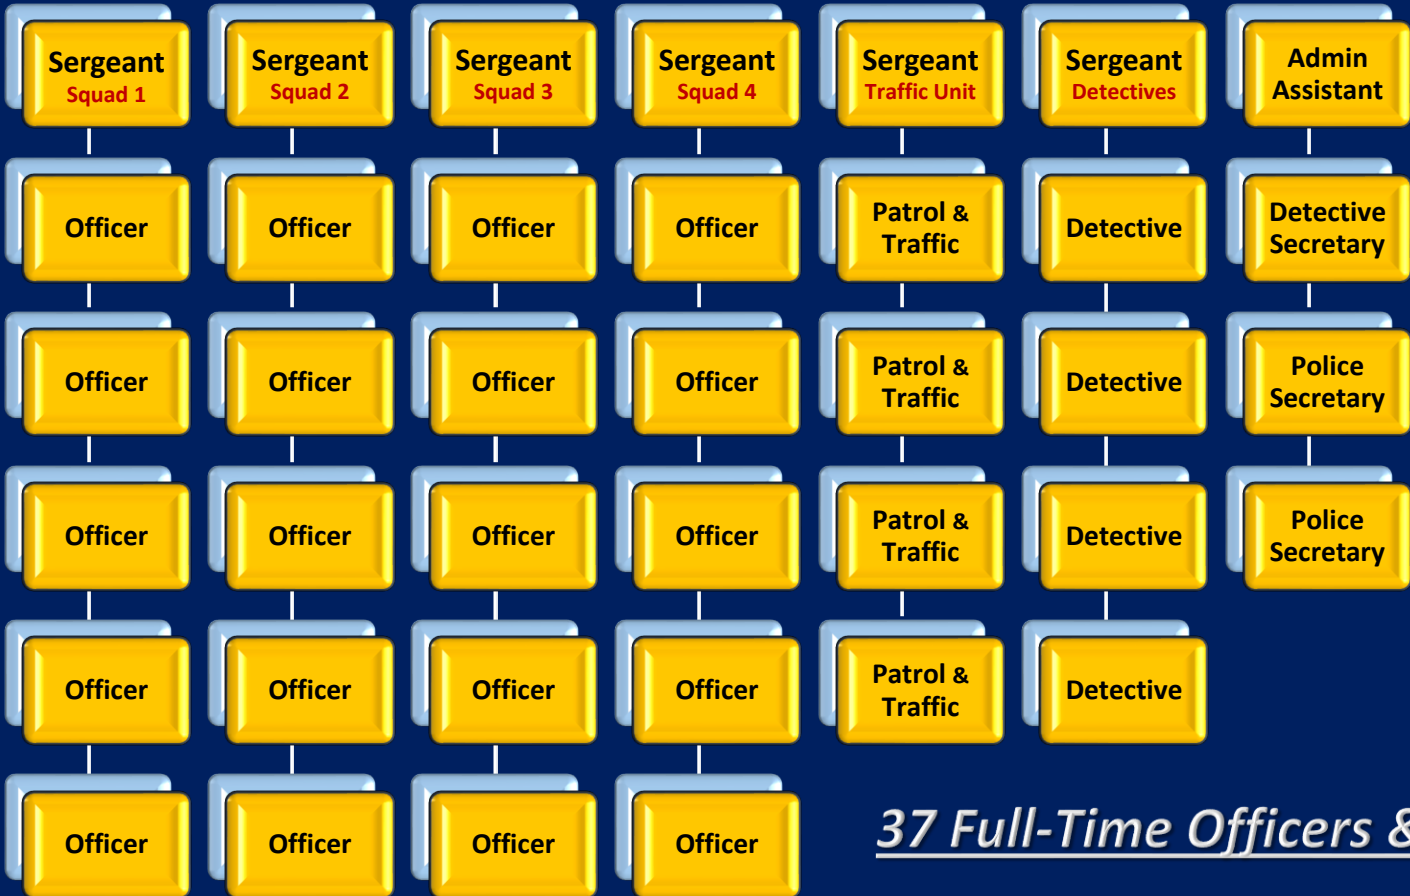 Sergeant
Squad 1
Sergeant
Squad 2
Sergeant
Squad 3
Sergeant
Squad 4
Sergeant
Traffic Unit
Sergeant
Detectives
Admin
Assistant
Officer
Officer
Officer
Officer
Patrol &
Traffic
Detective
Detective
Secretary
Officer
Officer
Officer
Officer
Patrol &
Traffic
Detective
Police
Secretary
Officer
Officer
Officer
Officer
Patrol &
Traffic
Detective
Police
Secretary
Officer
Officer
Officer
Officer
Patrol &
Traffic
Detective
Officer
Officer
Officer
Officer
37 Full-Time Officers &